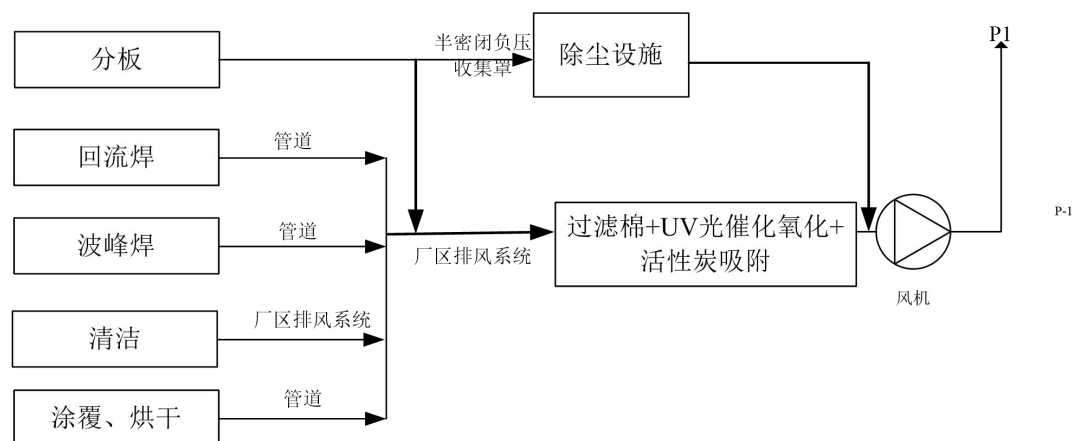 P1
分板
半密闭负压
收集罩
除尘设施
回流焊
管道
波峰焊
管道
厂区排风系统
过滤棉+UV光催化氧化+
活性炭吸附
P-1
风机
清洁
厂区排风系统
涂覆、烘干
管道